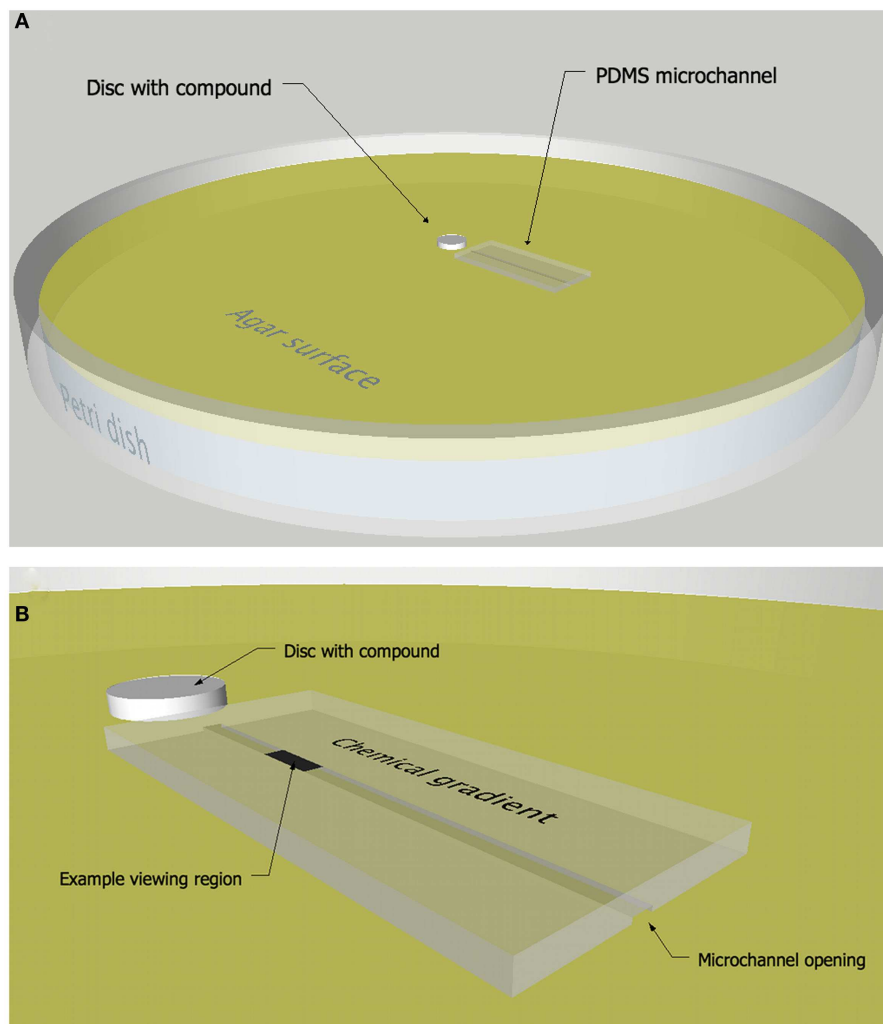 A
Disc with compound
PDMS microchannel
Agar surface
Petri dish
B
Disc with compound
Chemical gradient
Example viewing region
Microchannel opening